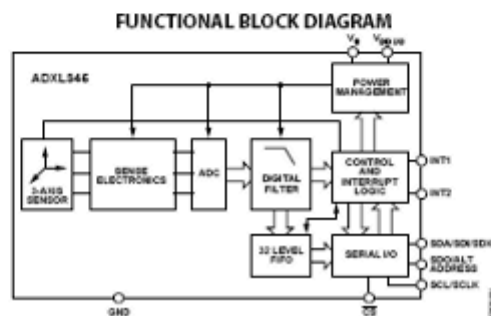 FUNCTIONAL BLOCK DIAGRAM
VS
VDD I/O
ADXL346
POWER
MANAGEMENT
3-AXIS
SENSOR
SENSE
ELECTRONICS
ADC
DIGITAL
FILTER
CONTROL
AND
INTERRUPT
LOGIC
INT1
INT2
32 LEVEL
FIFO
SERIAL I/O
SDA/SDI/SDIO
SDO/ALT
ADDRESS
SCL/SCLK
GND
CS